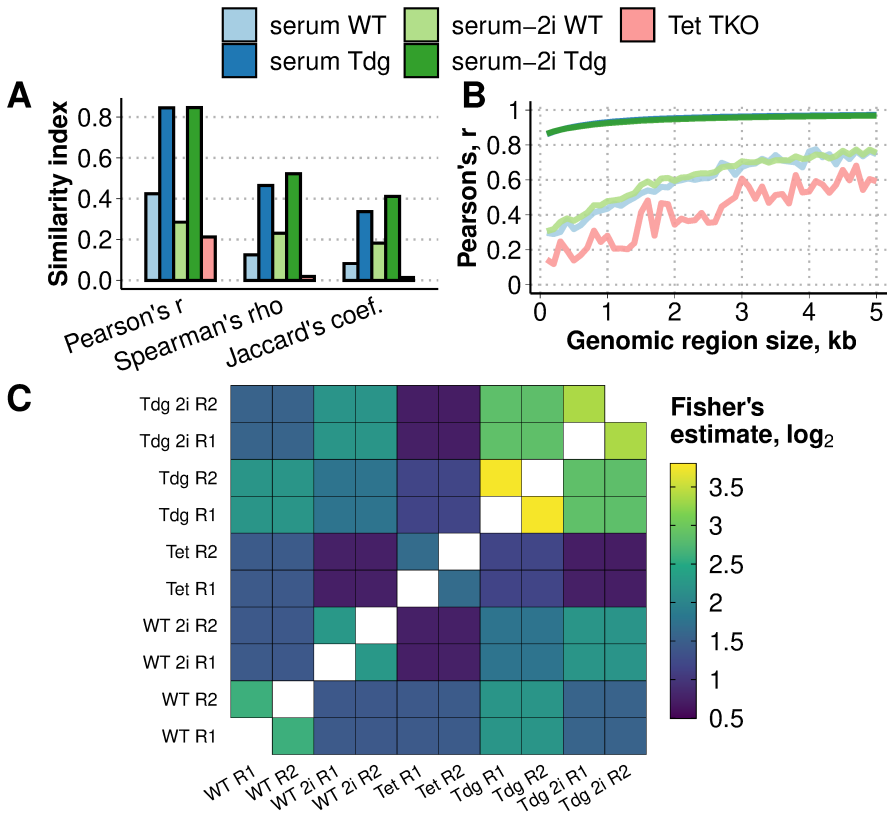 serum WT serum−2i WT Tet TKO
serum Tdg serum−2i Tdg
A
Similarity index
0.8
0.6
0.4
0.2
0.0
Pearson's r
Spearman's rho
Jaccard's coef.
B
Pearson's, r
1
0.8
0.6
0.4
0.2
0
0 1 2 3 4 5
Genomic region size, kb
C
Tdg 2i R2
Tdg 2i R1
Tdg R2
Tdg R1
Tet R2
Tet R1
WT 2i R2
WT 2i R1
WT R2
WT R1
WT R1 WT R2 WT 2i R1 WT 2i R2 Tet R1 Tet R2 Tdg R1 Tdg R2 Tdg 2i R1 Tdg 2i R2
Fisher's
estimate, log₂
3.5
3
2.5
2
1.5
1
0.5